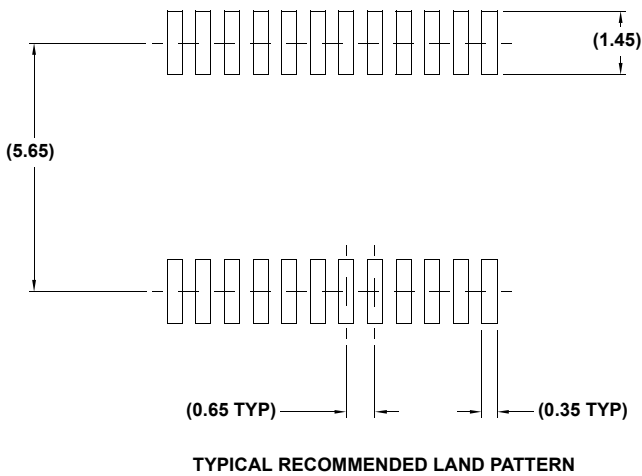 (1.45)
(5.65)
(0.65 TYP)
(0.35 TYP)
TYPICAL RECOMMENDED LAND PATTERN